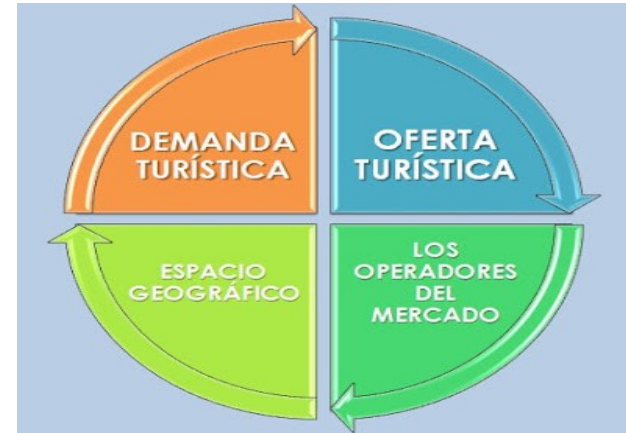 DEMANDA
TURÍSTICA
OFERTA
TURÍSTICA
ESPACIO
GEOGRÁFICO
LOS
OPERADORES
DEL
MERCADO